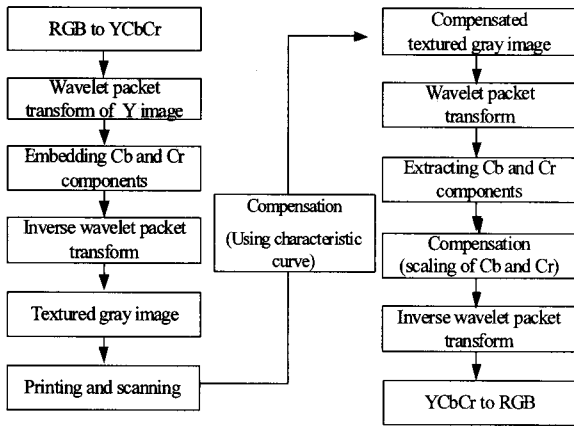 RGB to YCbCr
Wavelet packet
transform of Y image
Embedding Cb and Cr
components
Inverse wavelet packet
transform
Textured gray image
Printing and scanning
Compensation
(Using characteristic
curve)
Compensated
textured gray image
Wavelet packet
transform
Extracting Cb and Cr
components
Compensation
(scaling of Cb and Cr)
Inverse wavelet packet
transform
YCbCr to RGB